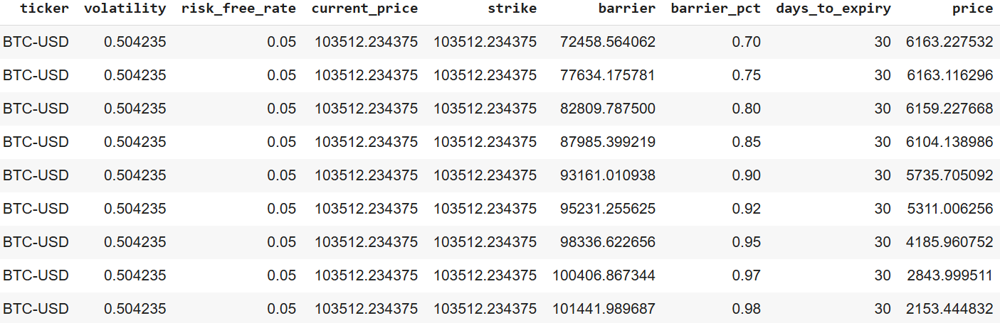 ticker volatility risk_free_rate current_price strike barrier barrier_pct days_to_expiry price
BTC-USD 0.504235 0.05 103512.234375 103512.234375 72458.564062 0.70 30 6163.227532
BTC-USD 0.504235 0.05 103512.234375 103512.234375 77634.175781 0.75 30 6163.116296
BTC-USD 0.504235 0.05 103512.234375 103512.234375 82809.787500 0.80 30 6159.227668
BTC-USD 0.504235 0.05 103512.234375 103512.234375 87985.399219 0.85 30 6104.138986
BTC-USD 0.504235 0.05 103512.234375 103512.234375 93161.010938 0.90 30 5735.705092
BTC-USD 0.504235 0.05 103512.234375 103512.234375 95231.255625 0.92 30 5311.006256
BTC-USD 0.504235 0.05 103512.234375 103512.234375 98336.622656 0.95 30 4185.960752
BTC-USD 0.504235 0.05 103512.234375 103512.234375 100406.867344 0.97 30 2843.999511
BTC-USD 0.504235 0.05 103512.234375 103512.234375 101441.989687 0.98 30 2153.444832